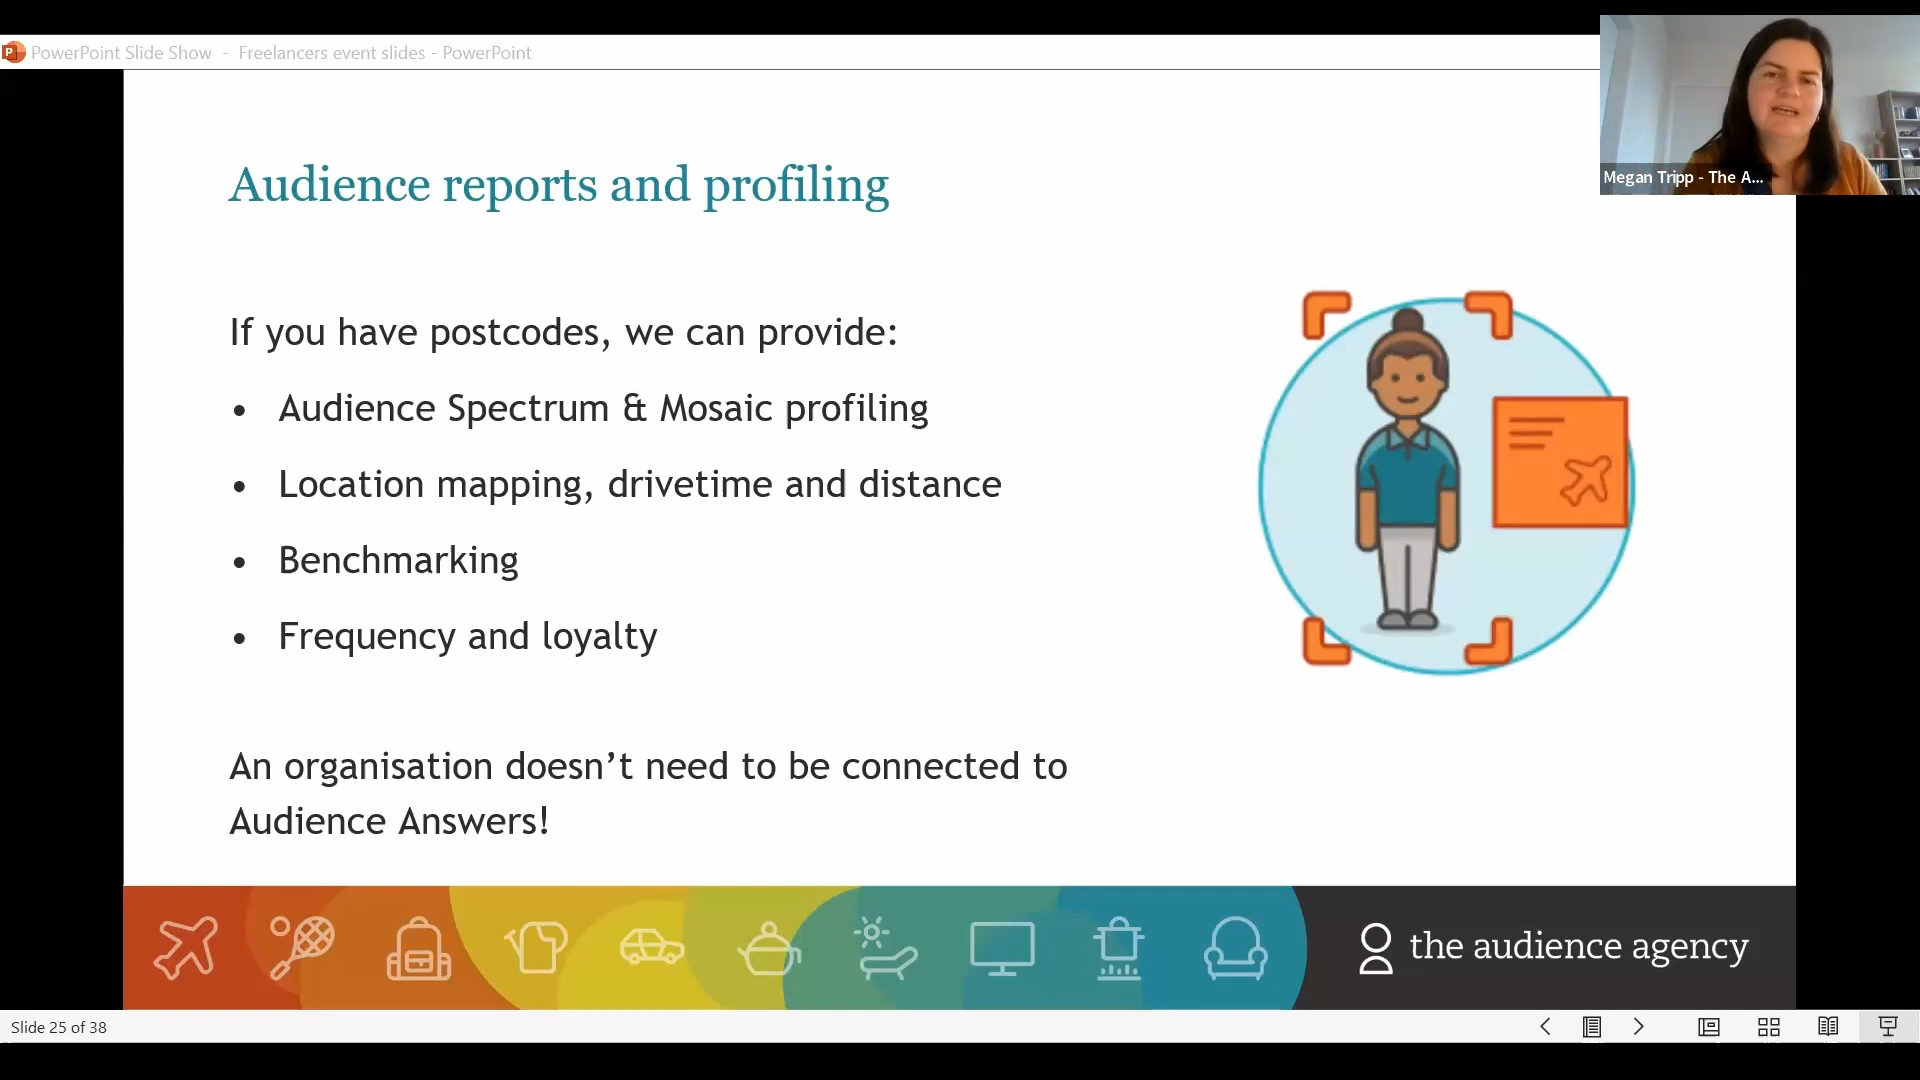 PowerPoint Slide Show - Freelancers event slides - PowerPoint
Megan Tripp - The A...
Audience reports and profiling
If you have postcodes, we can provide:
• Audience Spectrum & Mosaic profiling
• Location mapping, drivetime and distance
• Benchmarking
• Frequency and loyalty
An organisation doesn’t need to be connected to
Audience Answers!
the audience agency
Slide 25 of 38